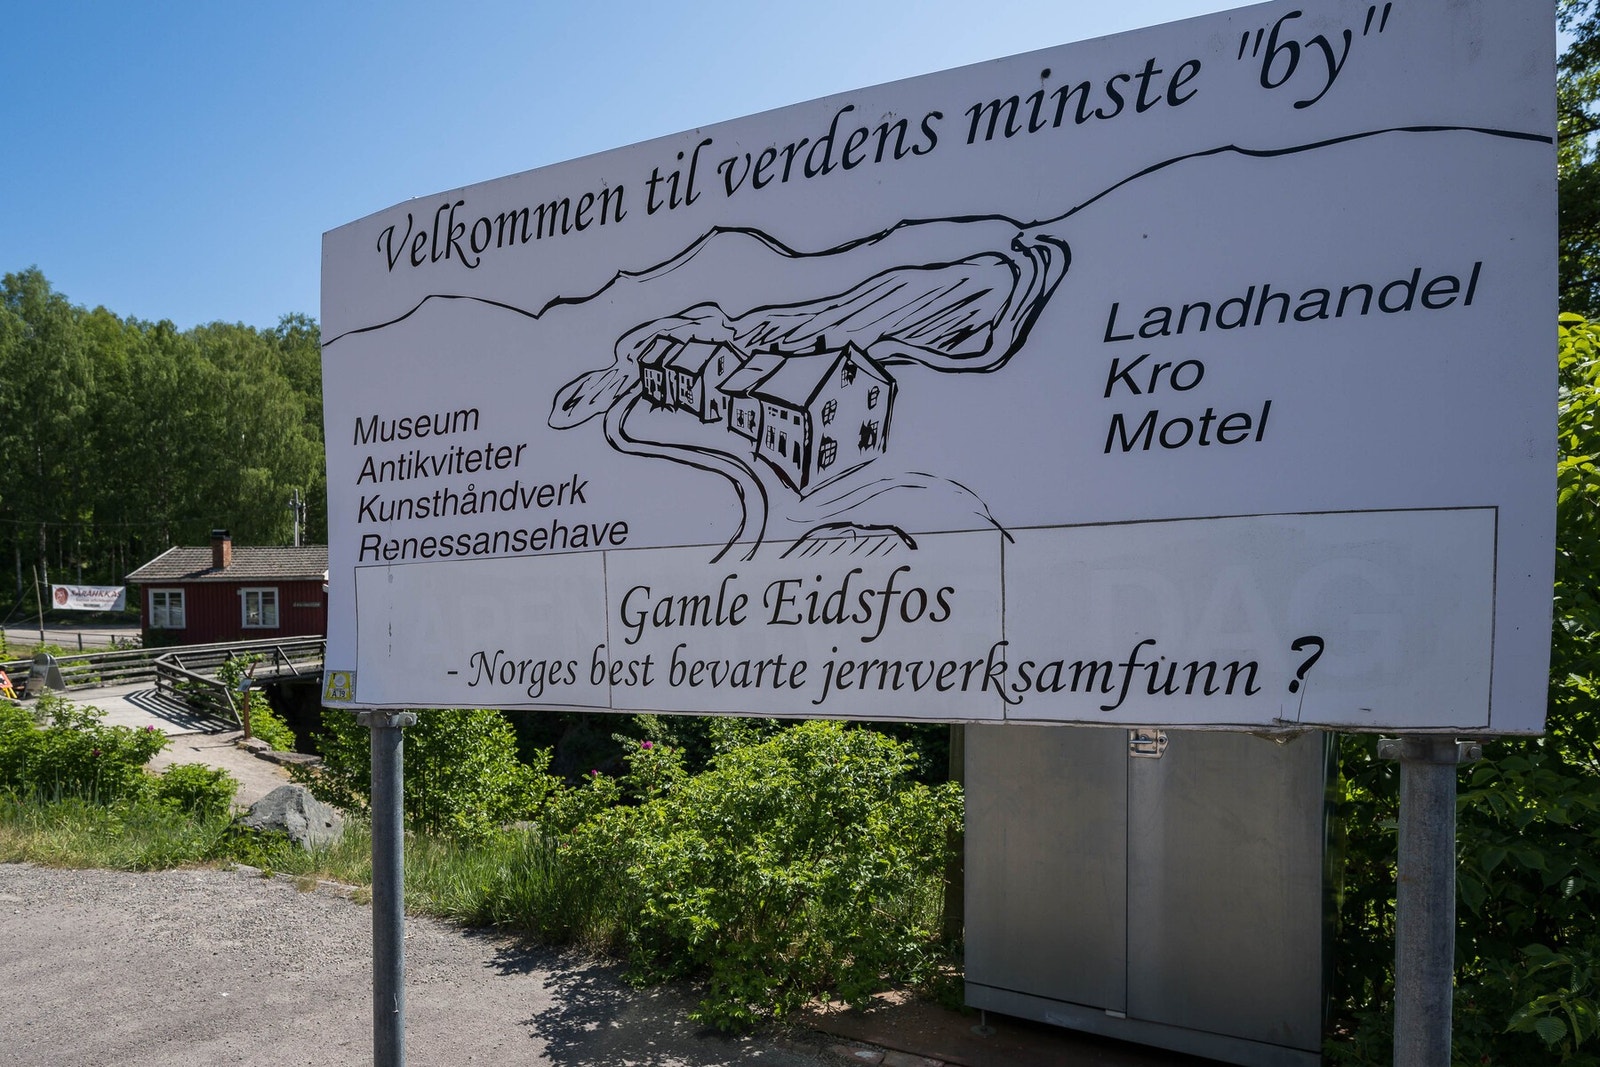 Velkommen til verdens minste "by"
Museum
Antikviteter
Kunsthåndverk
Renessansehave
Landhandel
Kro
Motel
Gamle Eidsfos
- Norges best bevarte jernverksamfunn ?